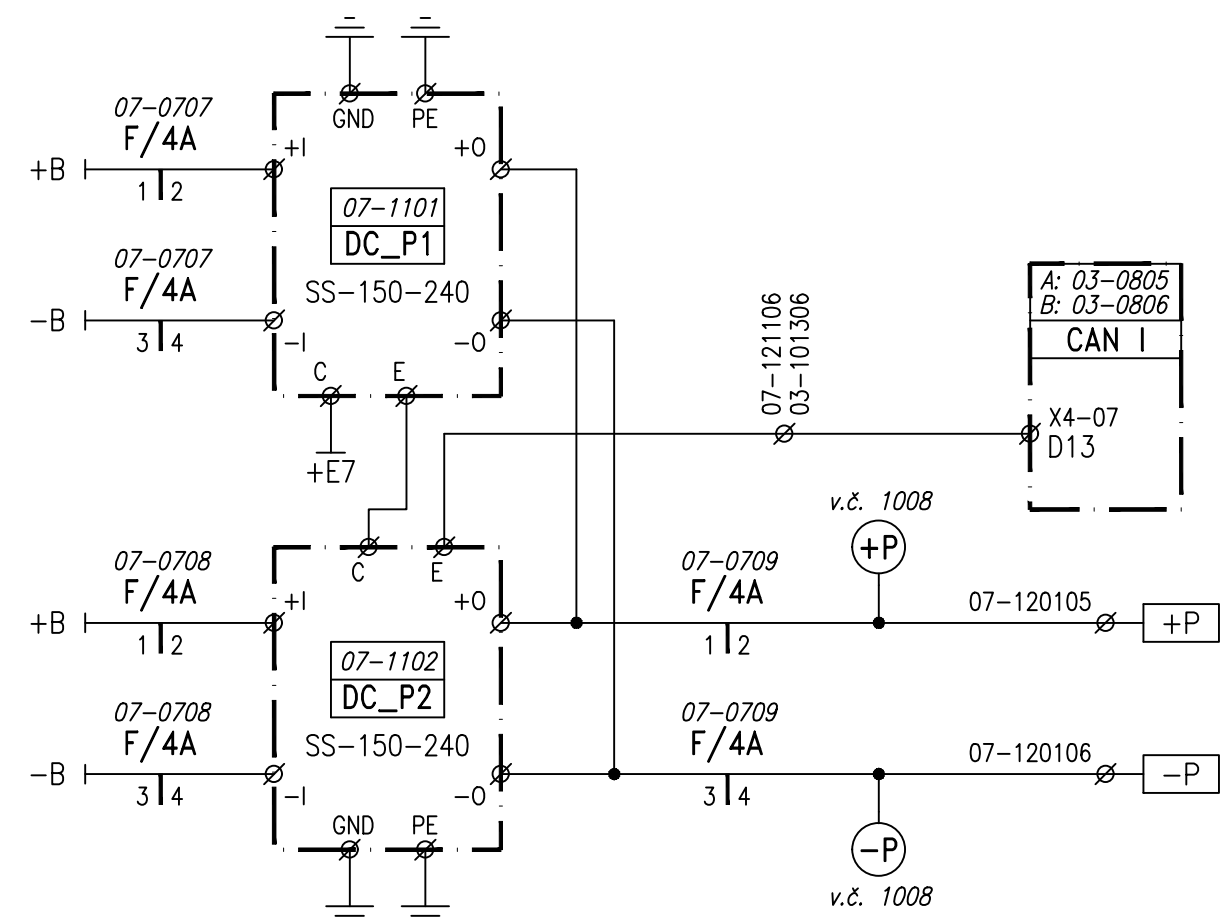 07-0707
F/4A
+B
1 2
07-0707
F/4A
-B
3 4
GND PE
+I
+O
07-1101
DC_P1
SS-150-240
-I
-O
C E
+E7
07-121106
03-101306
A: 03-0805
B: 03-0806
CAN I
X4-07
D13
07-0708
F/4A
+B
1 2
07-0708
F/4A
-B
3 4
C E
+I
+O
07-1102
DC_P2
SS-150-240
-I
-O
GND PE
07-0709
F/4A
1 2
v.č. 1008
+P
07-120105
+P
07-0709
F/4A
3 4
07-120106
-P
-P
v.č. 1008